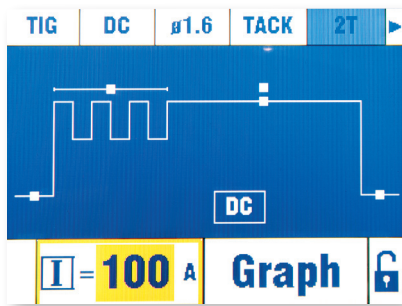 TIG DC ø1.6 TACK 2T
DC
I = 100 A Graph